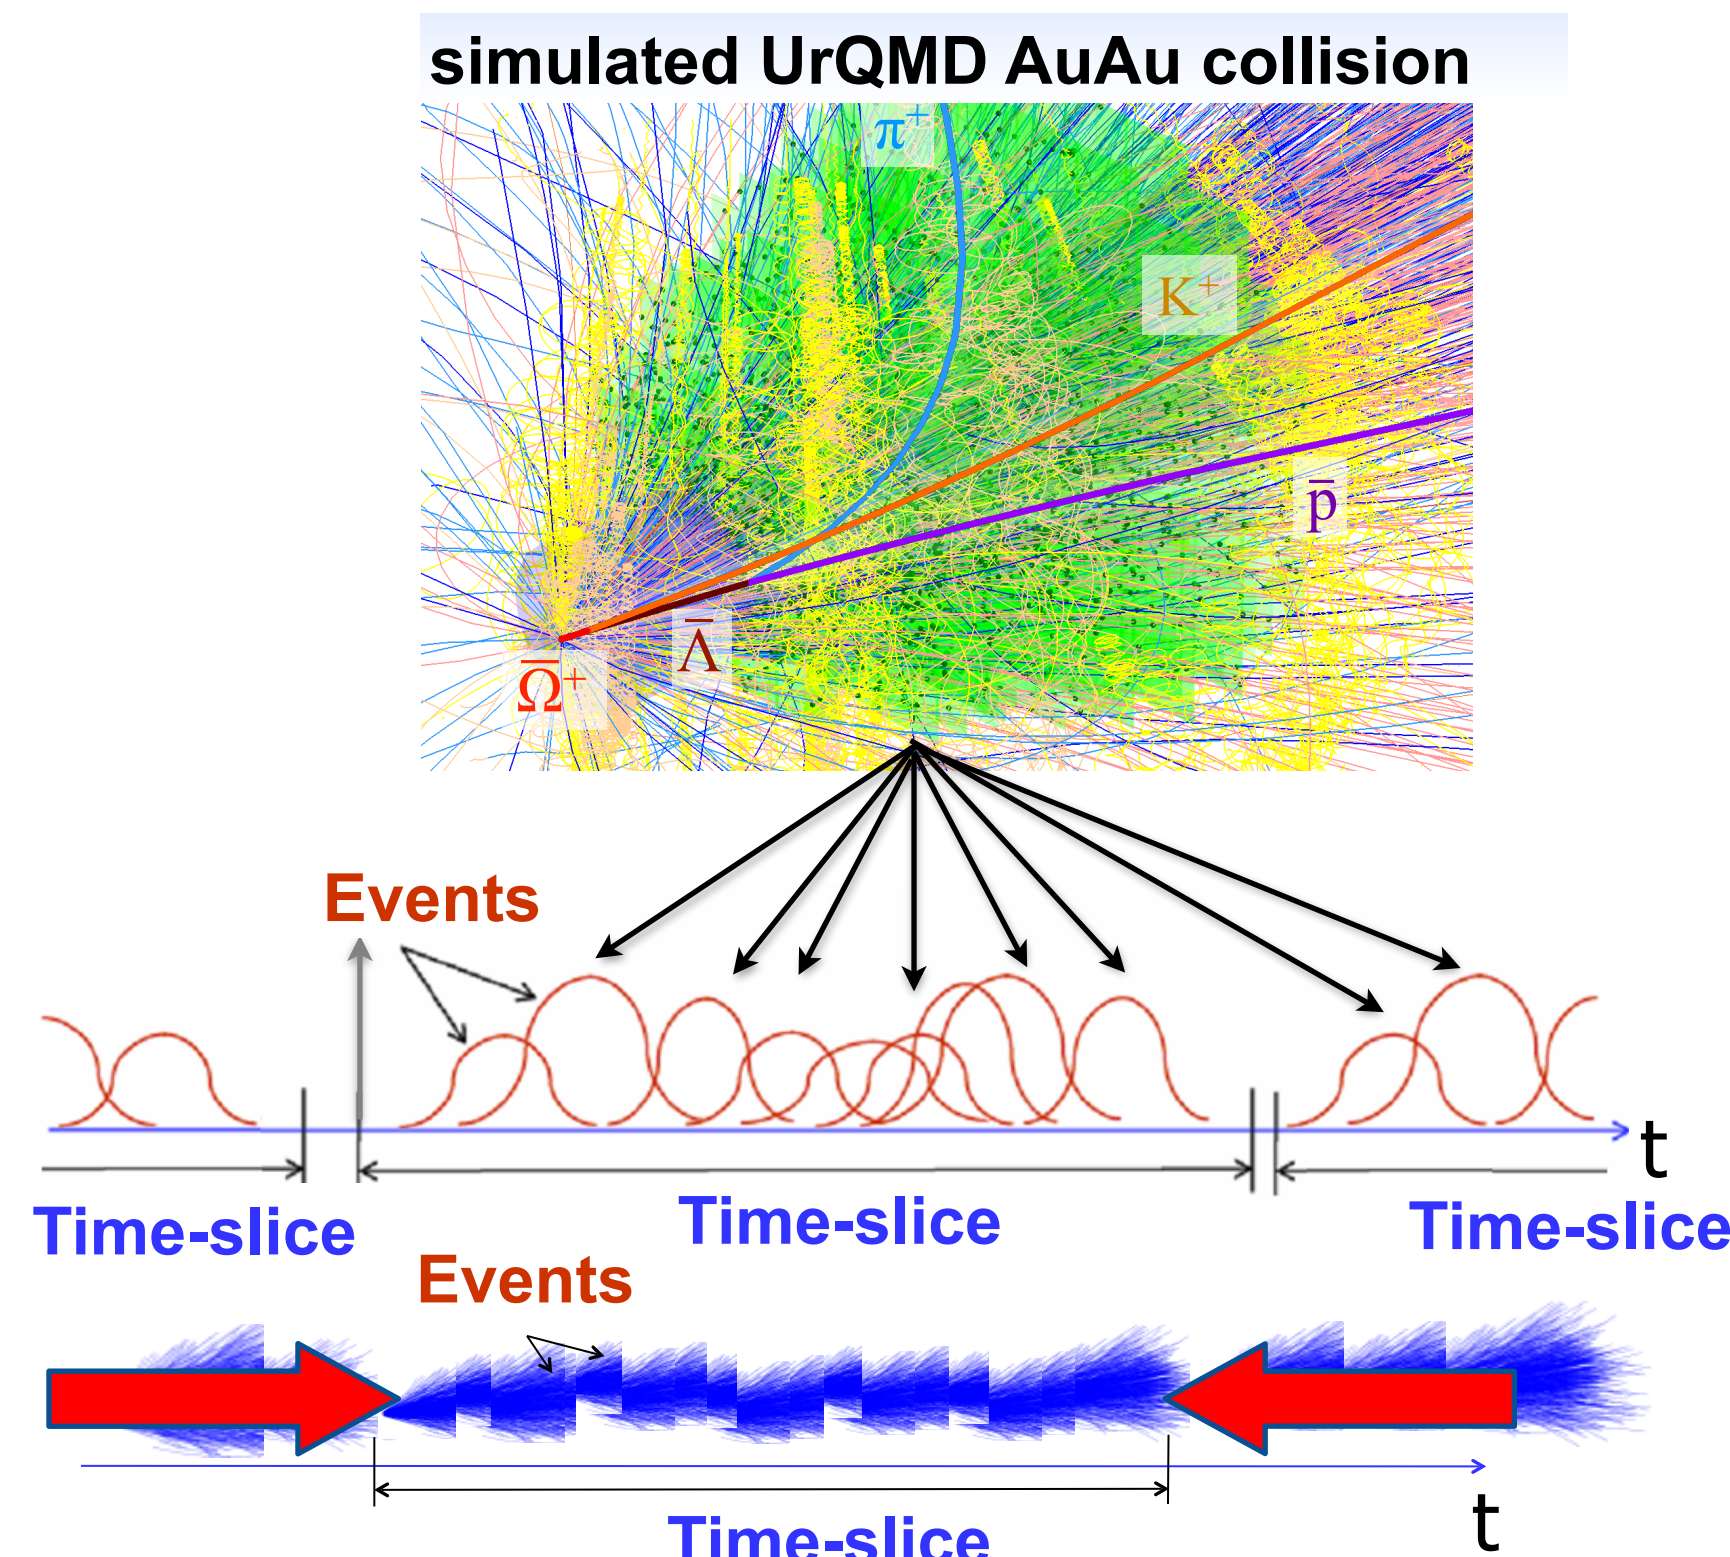 simulated UrQMD AuAu collision
π⁺
K⁺
p̄
Λ̅
Ω̅⁺
Events
t
Time-slice
Time-slice
Time-slice
Events
t
Time-slice